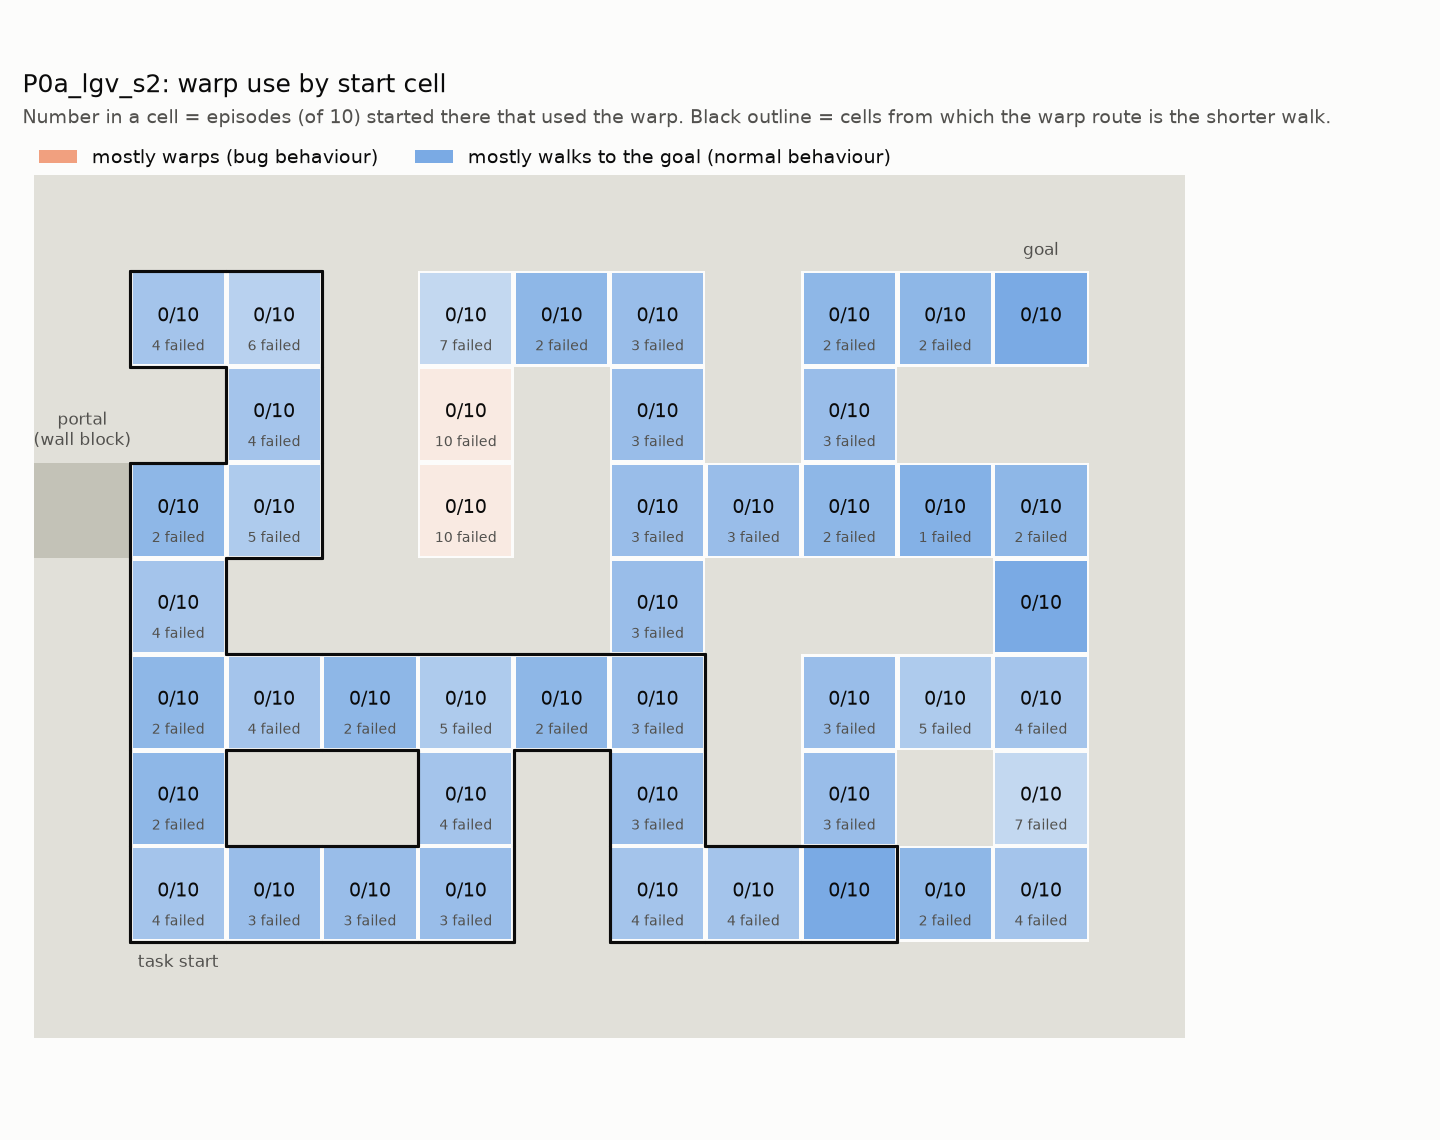 P0a_lgv_s2: warp use by start cell
Number in a cell = episodes (of 10) started there that used the warp. Black outline = cells from which the warp route is the shorter walk.
mostly warps (bug behaviour) mostly walks to the goal (normal behaviour)
goal
0/10 0/10 0/10 0/10 0/10 0/10 0/10 0/10
4 failed 6 failed 7 failed 2 failed 3 failed 2 failed 2 failed
portal
(wall block)
0/10 0/10 0/10 0/10
4 failed 10 failed 3 failed 3 failed
0/10 0/10 0/10 0/10 0/10 0/10 0/10 0/10
2 failed 5 failed 10 failed 3 failed 3 failed 2 failed 1 failed 2 failed
0/10 0/10 0/10
4 failed 3 failed
0/10 0/10 0/10 0/10 0/10 0/10 0/10 0/10 0/10
2 failed 4 failed 2 failed 5 failed 2 failed 3 failed 3 failed 5 failed 4 failed
0/10 0/10 0/10 0/10 0/10
2 failed 4 failed 3 failed 3 failed 7 failed
0/10 0/10 0/10 0/10 0/10 0/10 0/10 0/10 0/10
4 failed 3 failed 3 failed 3 failed 4 failed 4 failed 2 failed 4 failed
task start